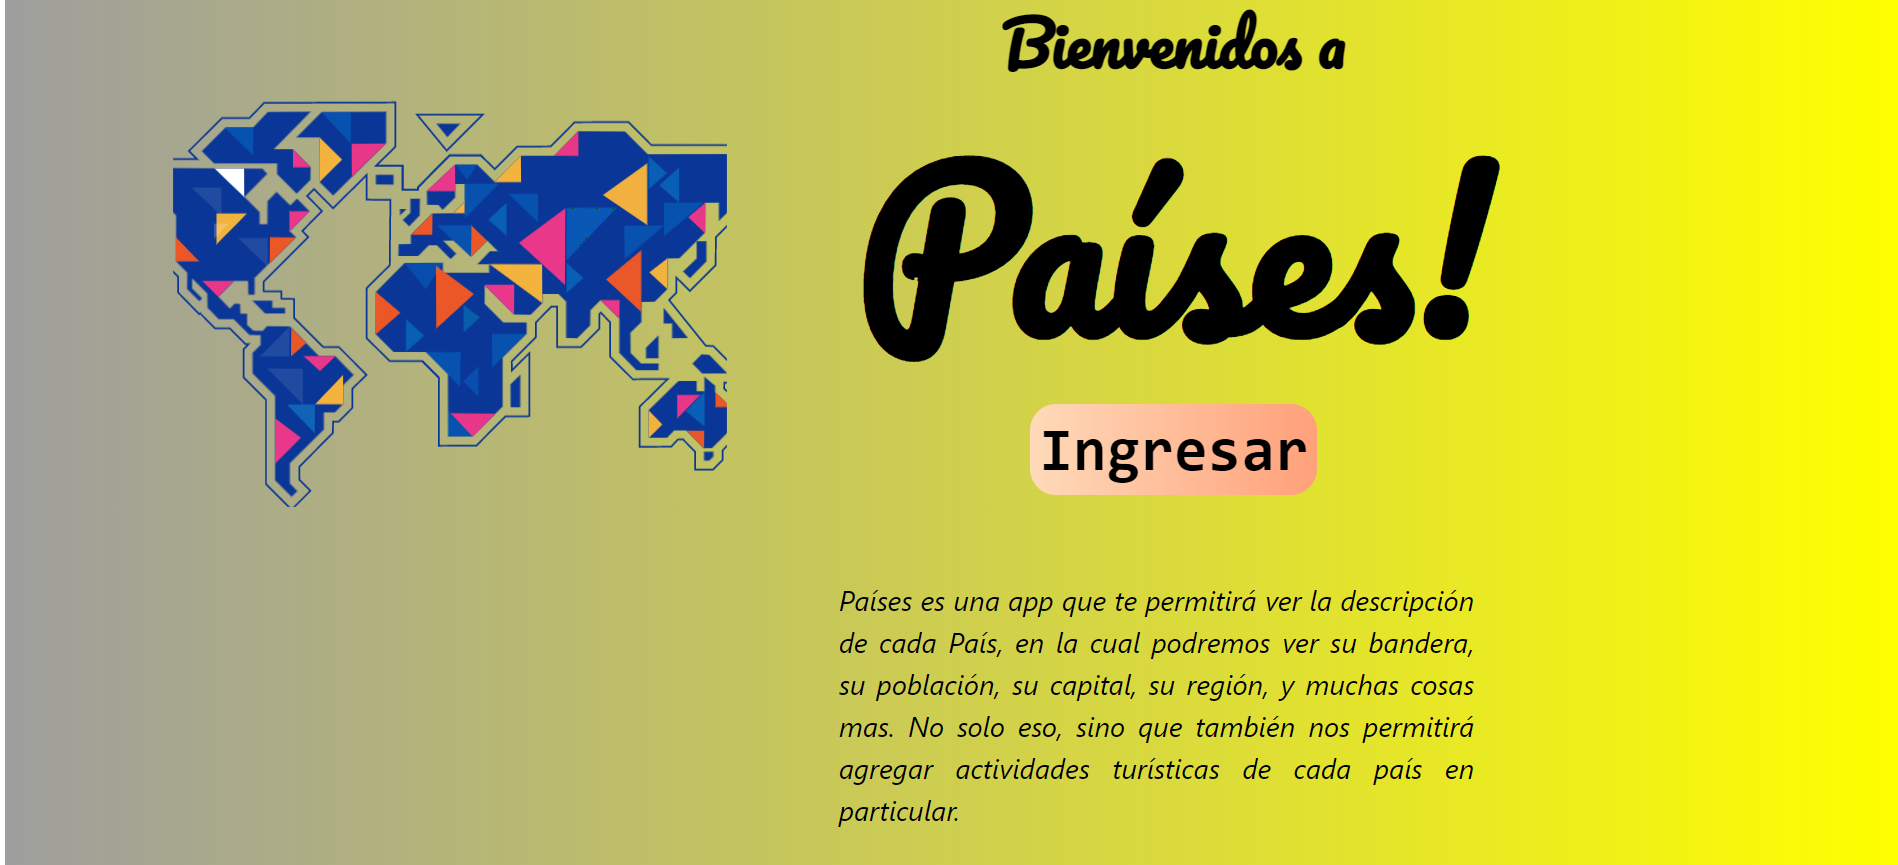 Bienvenidos a
Países!
Ingresar
Países es una app que te permitirá ver la descripción
de cada País, en la cual podremos ver su bandera,
su población, su capital, su región, y muchas cosas
mas. No solo eso, sino que también nos permitirá
agregar actividades turísticas de cada país en
particular.